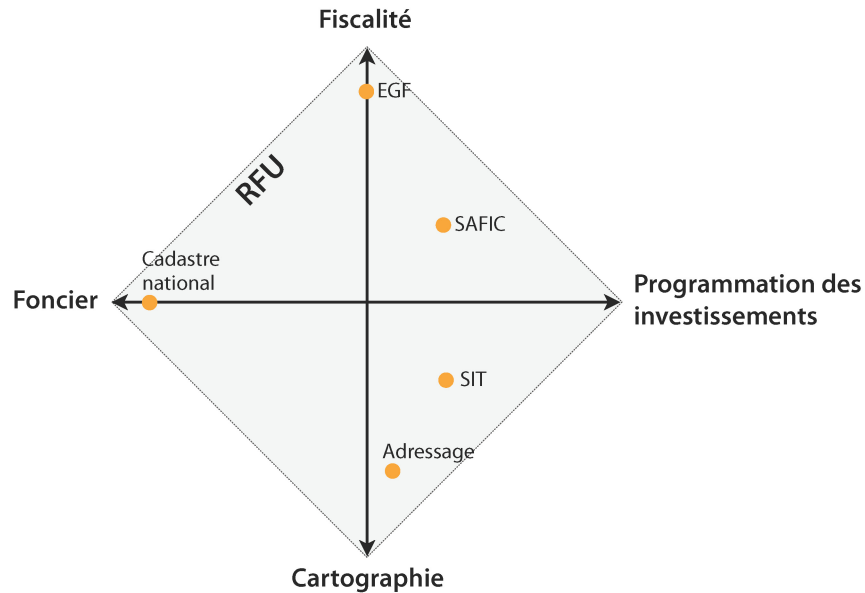 Fiscalité
EGF
RFU
SAFIC
Cadastre
national
Foncier
Programmation des
investissements
SIT
Adressage
Cartographie